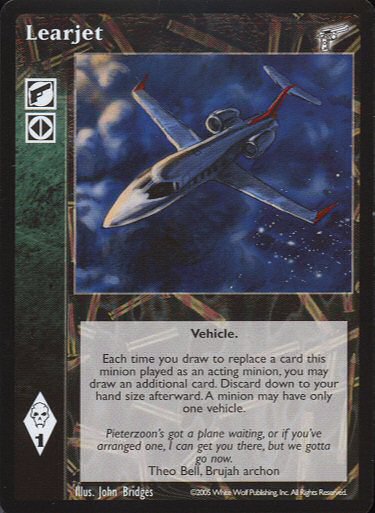 Learjet
Vehicle.
Each time you draw to replace a card this
minion played as an acting minion, you may
draw an additional card. Discard down to your
hand size afterward. A minion may have only
one vehicle.
Pieterzoon's got a plane waiting, or if you've
arranged one, I can get you there, but we gotta
go now.
Theo Bell, Brujah archon
1
Illus. John Bridges
©2005 White Wolf Publishing, Inc. All Rights Reserved.